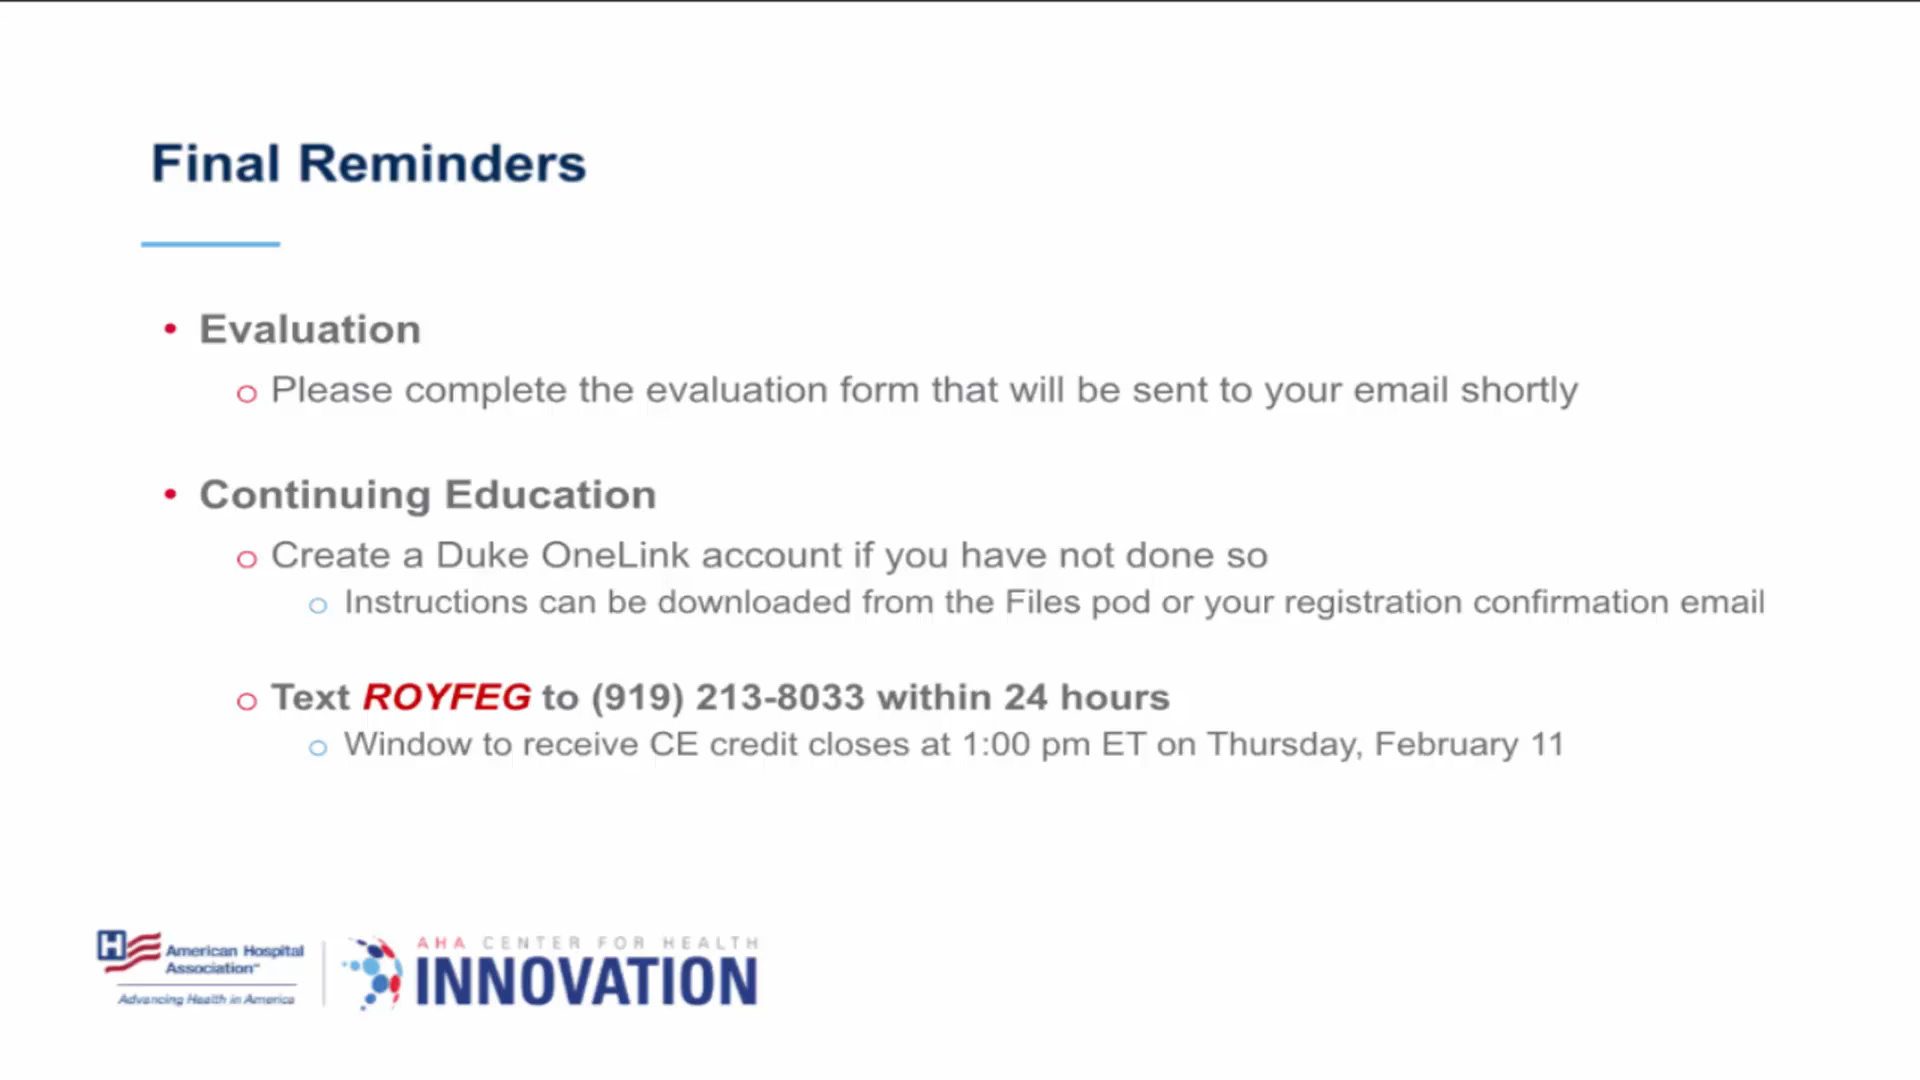 Final Reminders
• Evaluation
o Please complete the evaluation form that will be sent to your email shortly
• Continuing Education
o Create a Duke OneLink account if you have not done so
o Instructions can be downloaded from the Files pod or your registration confirmation email
o Text ROYFEG to (919) 213-8033 within 24 hours
o Window to receive CE credit closes at 1:00 pm ET on Thursday, February 11
H American Hospital
Association™
Advancing Health in America
AHA CENTER FOR HEALTH
INNOVATION